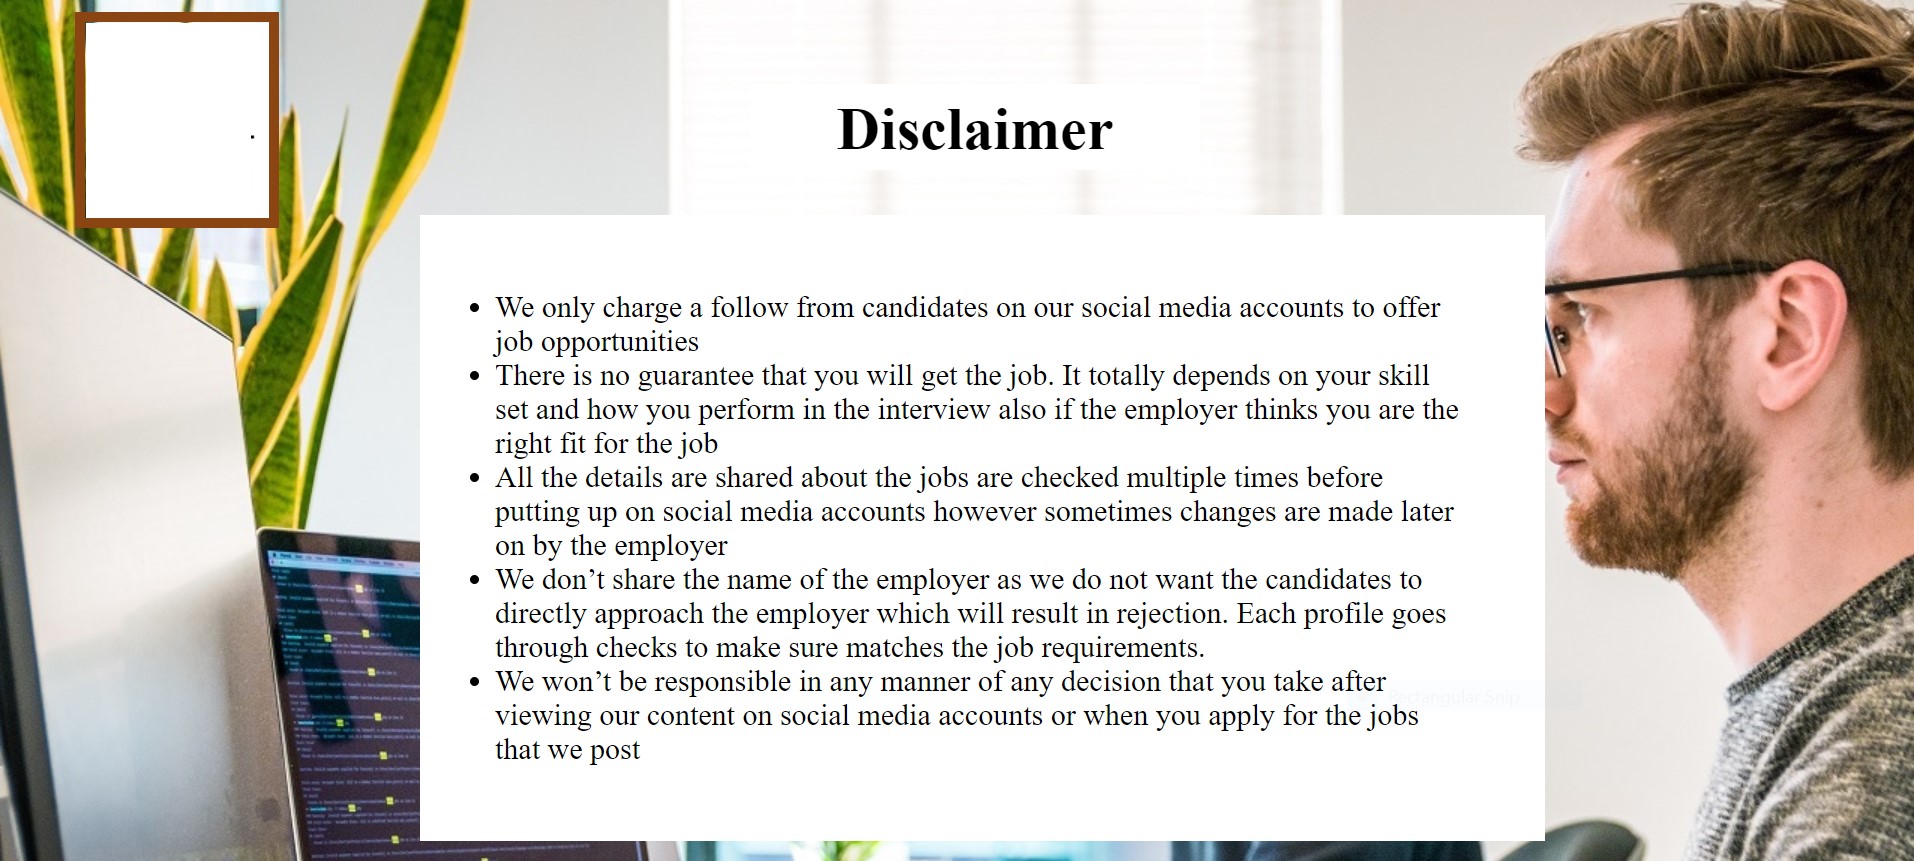 Disclaimer
• We only charge a follow from candidates on our social media accounts to offer
job opportunities
• There is no guarantee that you will get the job. It totally depends on your skill
set and how you perform in the interview also if the employer thinks you are the
right fit for the job
• All the details are shared about the jobs are checked multiple times before
putting up on social media accounts however sometimes changes are made later
on by the employer
• We don’t share the name of the employer as we do not want the candidates to
directly approach the employer which will result in rejection. Each profile goes
through checks to make sure matches the job requirements.
• We won’t be responsible in any manner of any decision that you take after
Rectangular Snip
viewing our content on social media accounts or when you apply for the jobs
that we post